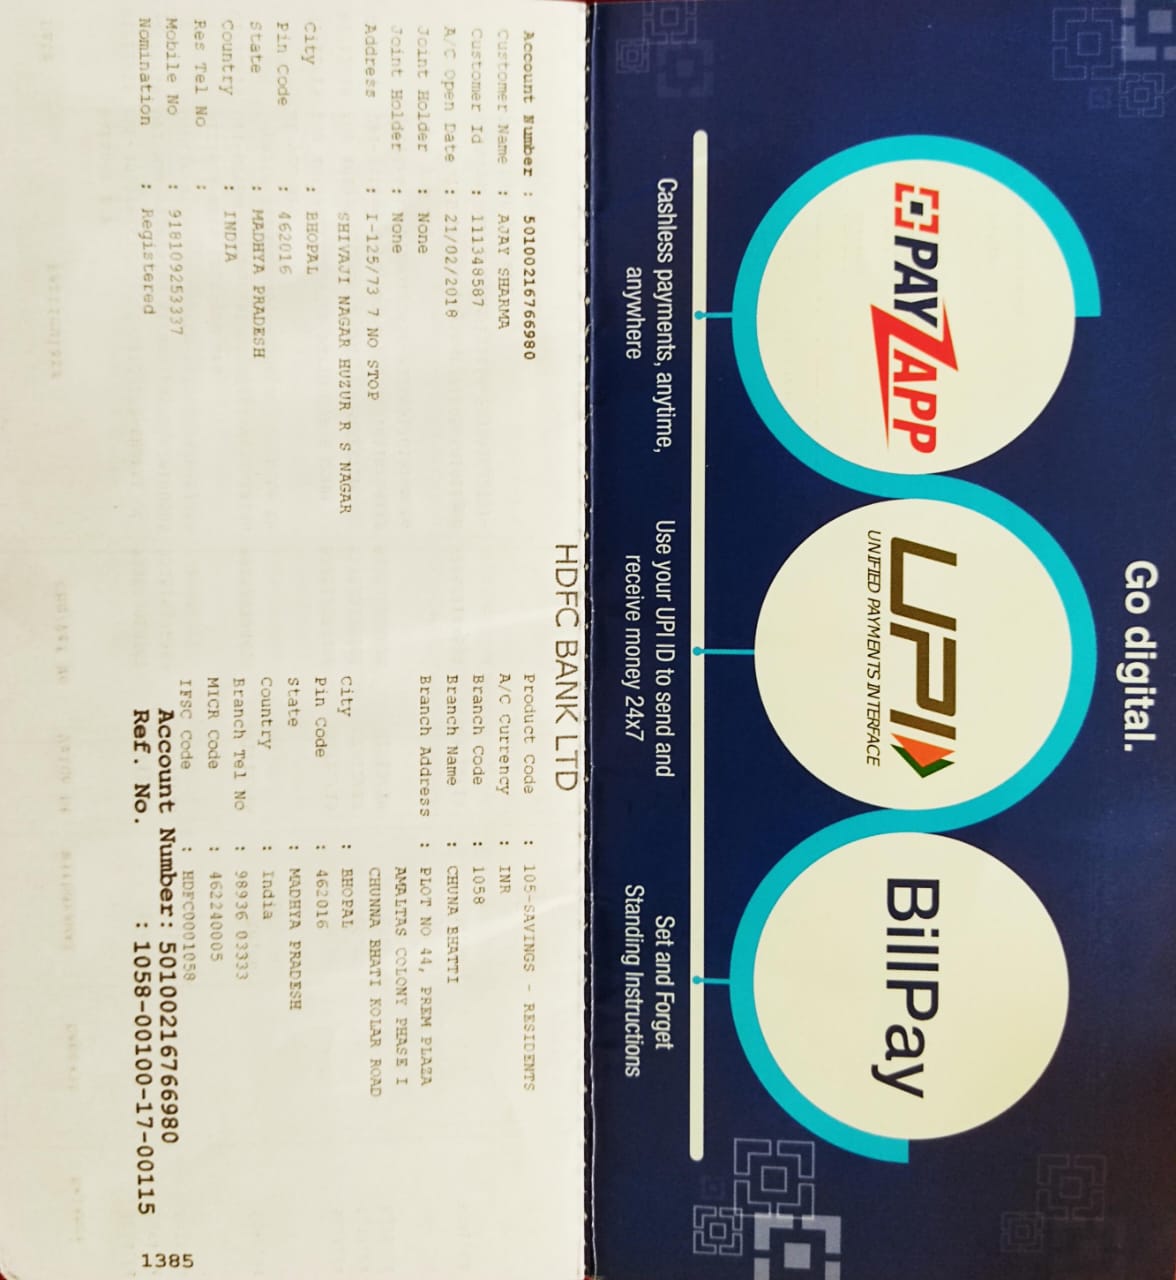 Go digital.
PAYZAPP
UPI
UNIFIED PAYMENTS INTERFACE
BillPay
Cashless payments, anytime, anywhere
Use your UPI ID to send and receive money 24x7
Set and Forget Standing Instructions
HDFC BANK LTD
Account Number : 50100216766980
Customer Name : AJAY SHARMA
Customer Id : 111348587
A/C Open Date : 21/02/2018
Joint Holder : None
Joint Holder : None
Address : I-125/73 7 NO STOP
SHIVAJI NAGAR HUZUR R S NAGAR
City : BHOPAL
Pin Code : 462016
State : MADHYA PRADESH
Country : INDIA
Res Tel No :
Mobile No : 918109253337
Nomination : Registered
Product Code : 105-SAVINGS - RESIDENTS
A/C Currency : INR
Branch Code : 1058
Branch Name : CHUNA BHATTI
Branch Address : PLOT NO 44, PREM PLAZA
AMALTAS COLONY PHASE I
CHUNNA BHATI KOLAR ROAD
City : BHOPAL
Pin Code : 462016
State : MADHYA PRADESH
Country : India
Branch Tel No : 98936 03333
MICR Code : 462240005
IFSC Code : HDFC0001058
Account Number: 50100216766980
Ref. No. : 1058-00100-17-00115
1385